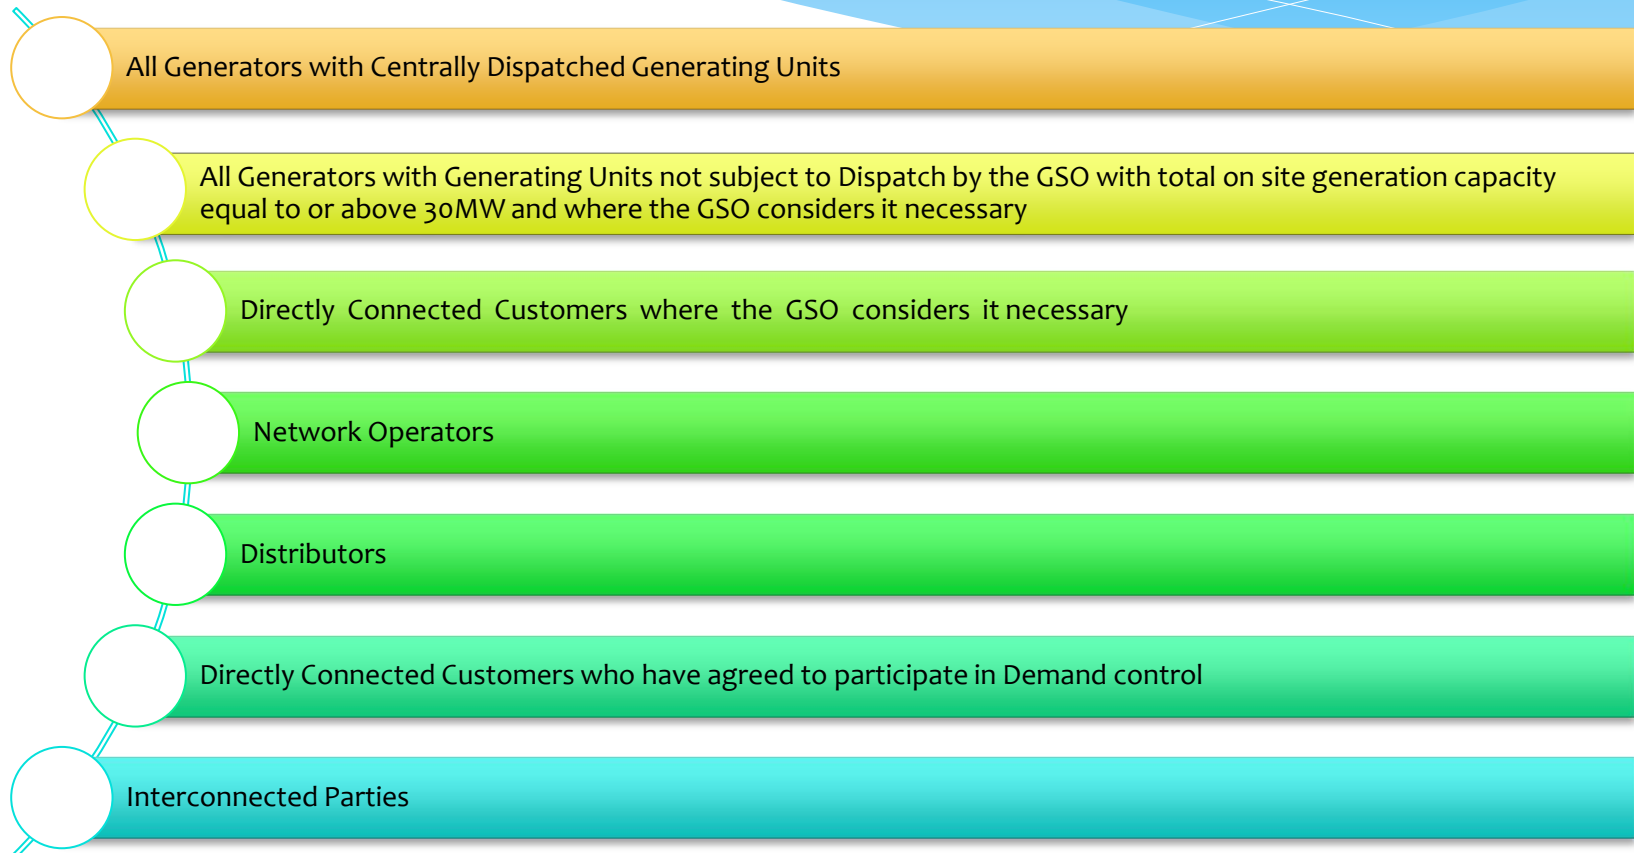 All Generators with Centrally Dispatched Generating Units
All Generators with Generating Units not subject to Dispatch by the GSO with total on site generation capacity
equal to or above 30MW and where the GSO considers it necessary
Directly Connected Customers where the GSO considers it necessary
Network Operators
Distributors
Directly Connected Customers who have agreed to participate in Demand control
Interconnected Parties